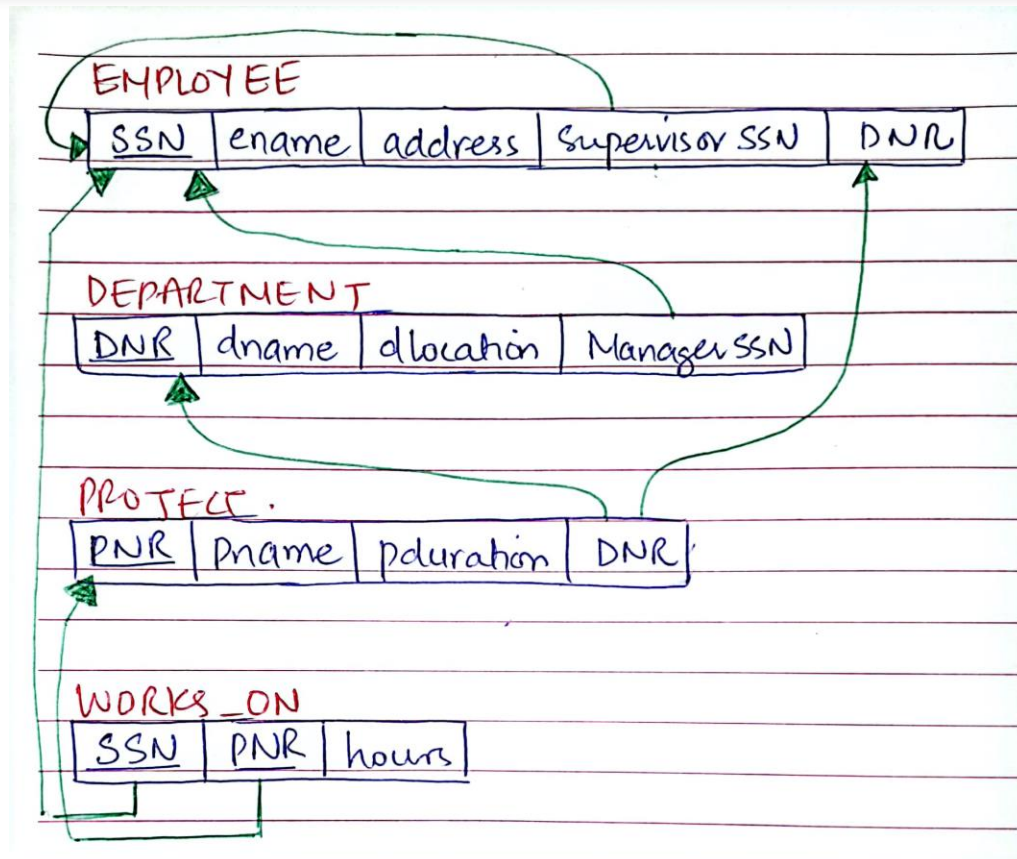 EMPLOYEE
SSN ename address Supervisor SSN DNR
DEPARTMENT
DNR dname dlocation Manager SSN
PROJECT.
PNR Pname Pduration DNR
WORKS_ON
SSN PNR hours